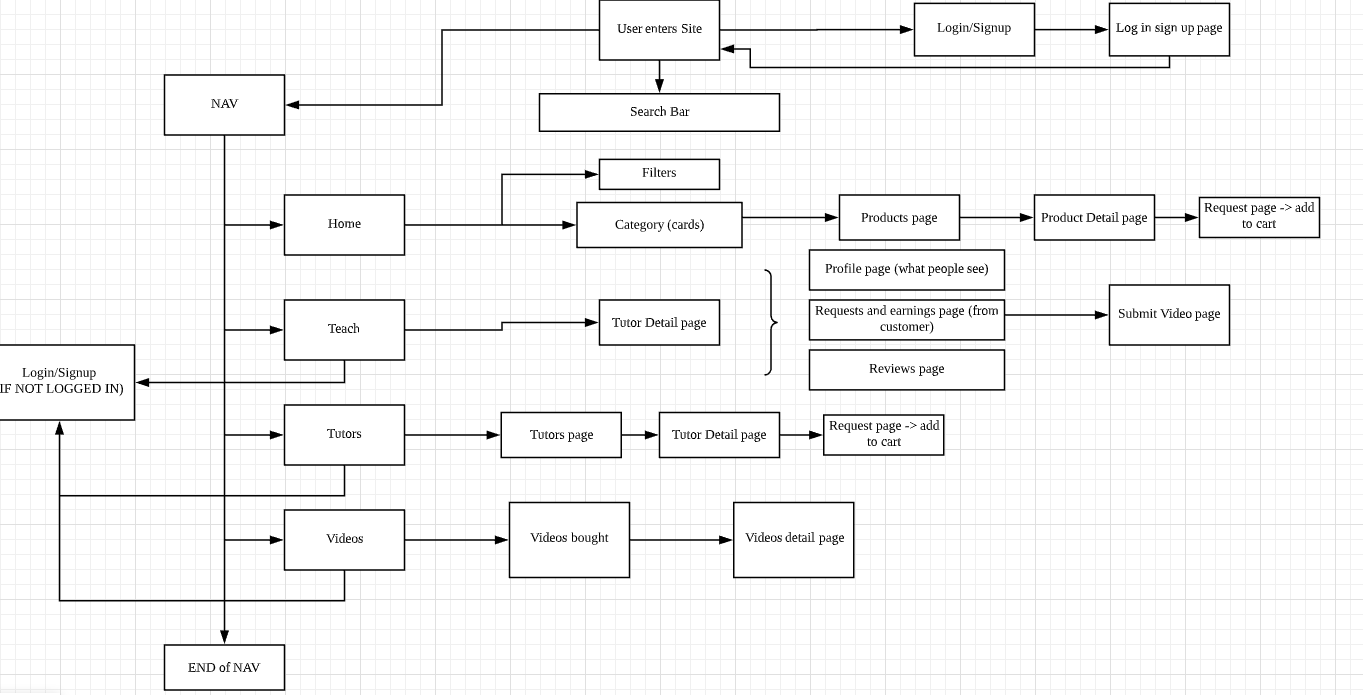 User enters Site
Login/Signup
Log in sign up page
NAV
Search Bar
Filters
Home
Category (cards)
Products page
Product Detail page
Request page -> add
to cart
Profile page (what people see)
Teach
Tutor Detail page
Requests and earnings page (from
customer)
Submit Video page
Reviews page
Login/Signup
IF NOT LOGGED IN)
Tutors
Tutors page
Tutor Detail page
Request page -> add
to cart
Videos
Videos bought
Videos detail page
END of NAV